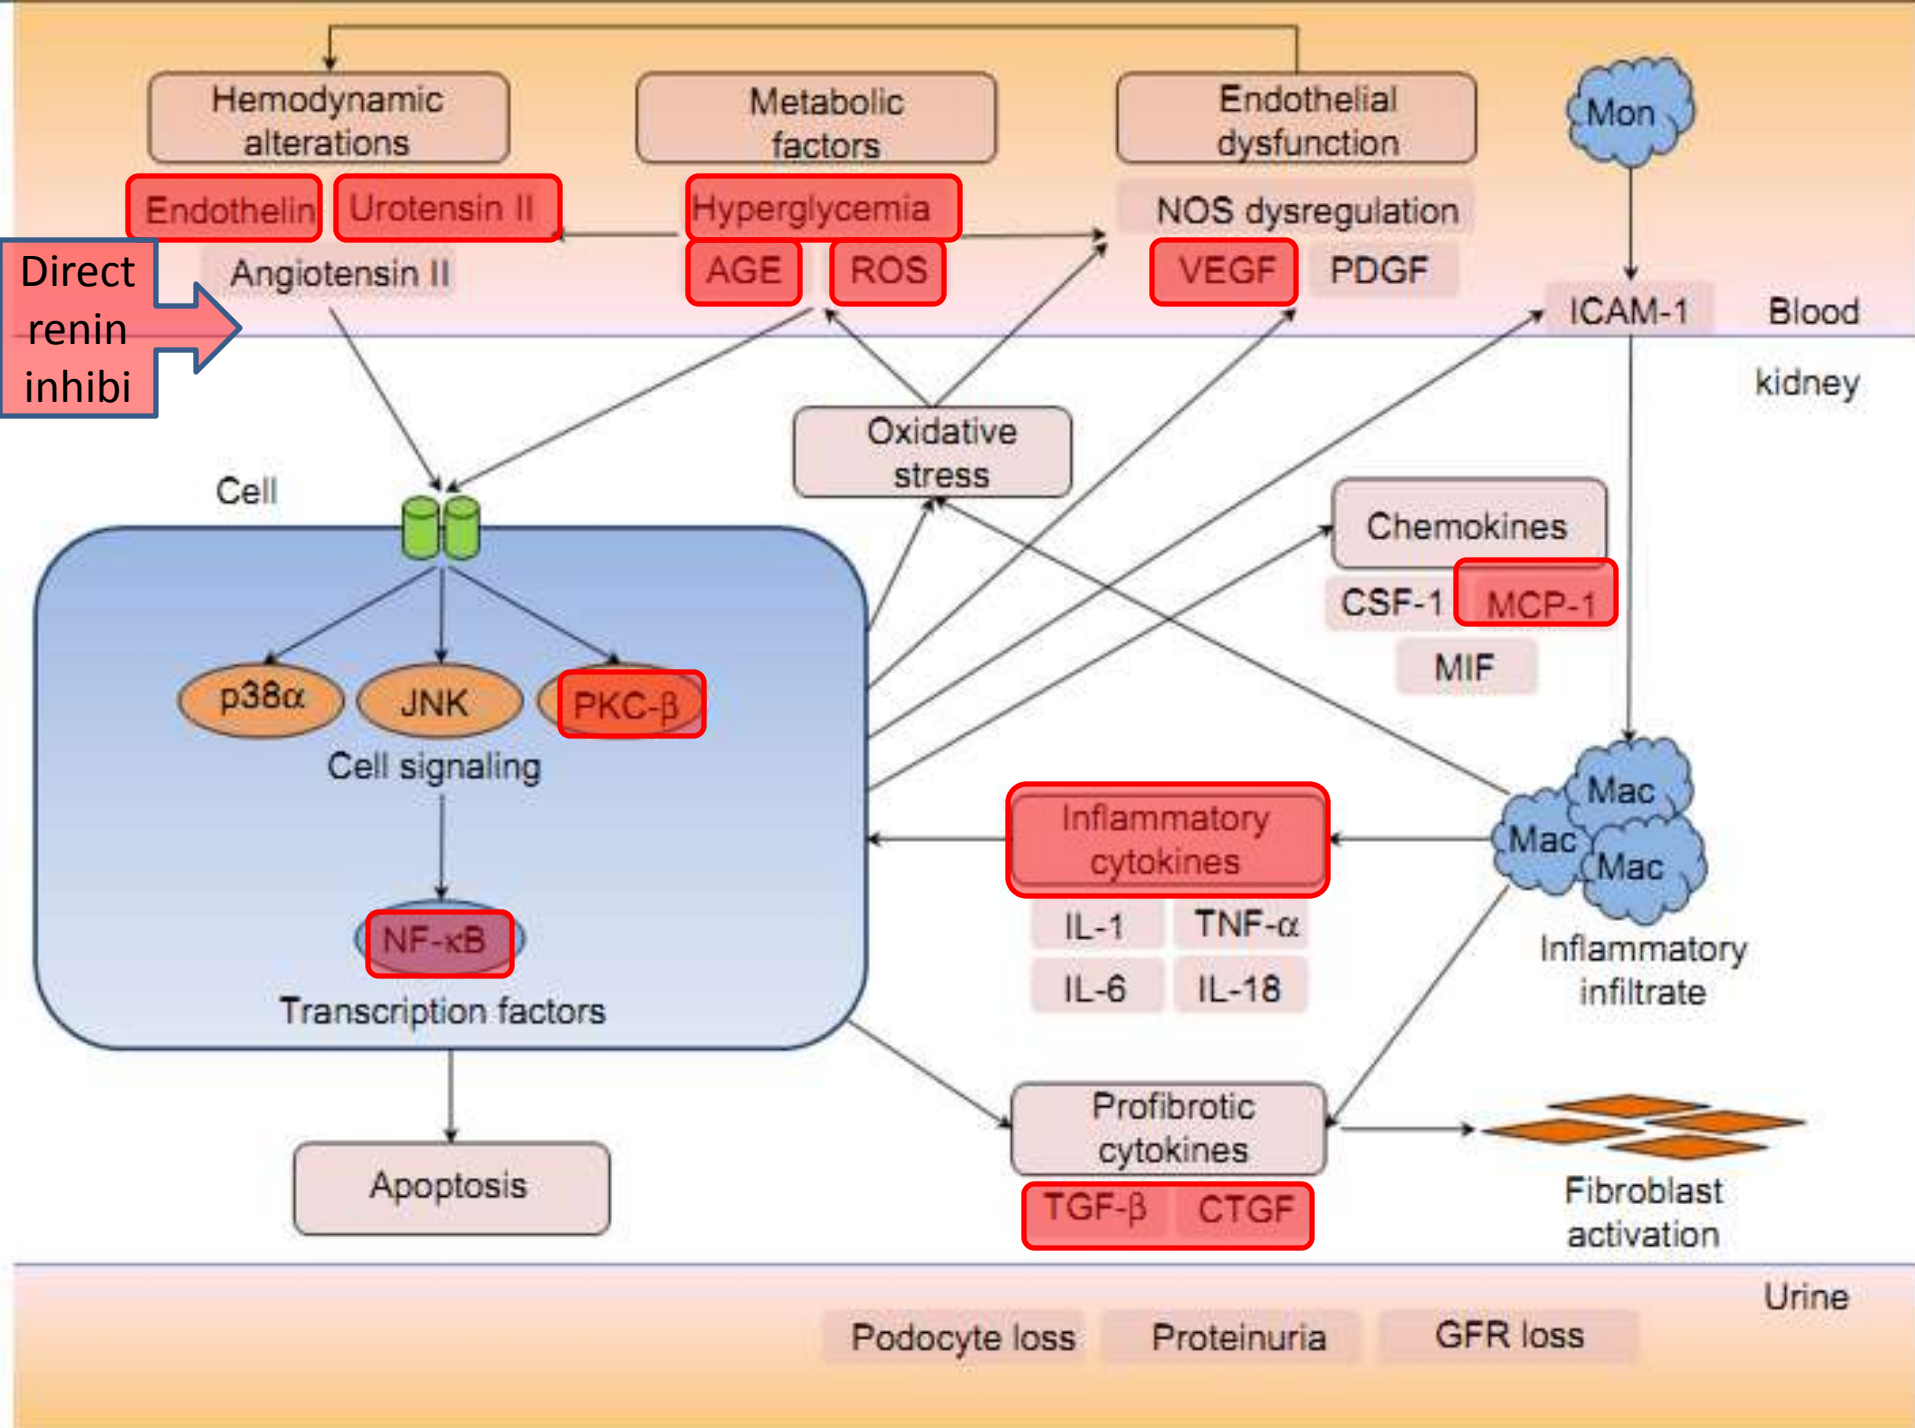 Hemodynamic
alterations
Metabolic
factors
Endothelial
dysfunction
Mon
Endothelin
Urotensin II
Angiotensin II
Hyperglycemia
AGE
ROS
NOS dysregulation
VEGF
PDGF
ICAM-1
Blood
Direct
renin
inhibi
kidney
Oxidative
stress
Cell
Chemokines
CSF-1
MCP-1
MIF
p38α
JNK
PKC-β
Cell signaling
NF-κB
Transcription factors
Mac
Mac
Mac
Inflammatory
infiltrate
Inflammatory
cytokines
IL-1
TNF-α
IL-6
IL-18
Profibrotic
cytokines
TGF-β
CTGF
Fibroblast
activation
Apoptosis
Urine
Podocyte loss
Proteinuria
GFR loss